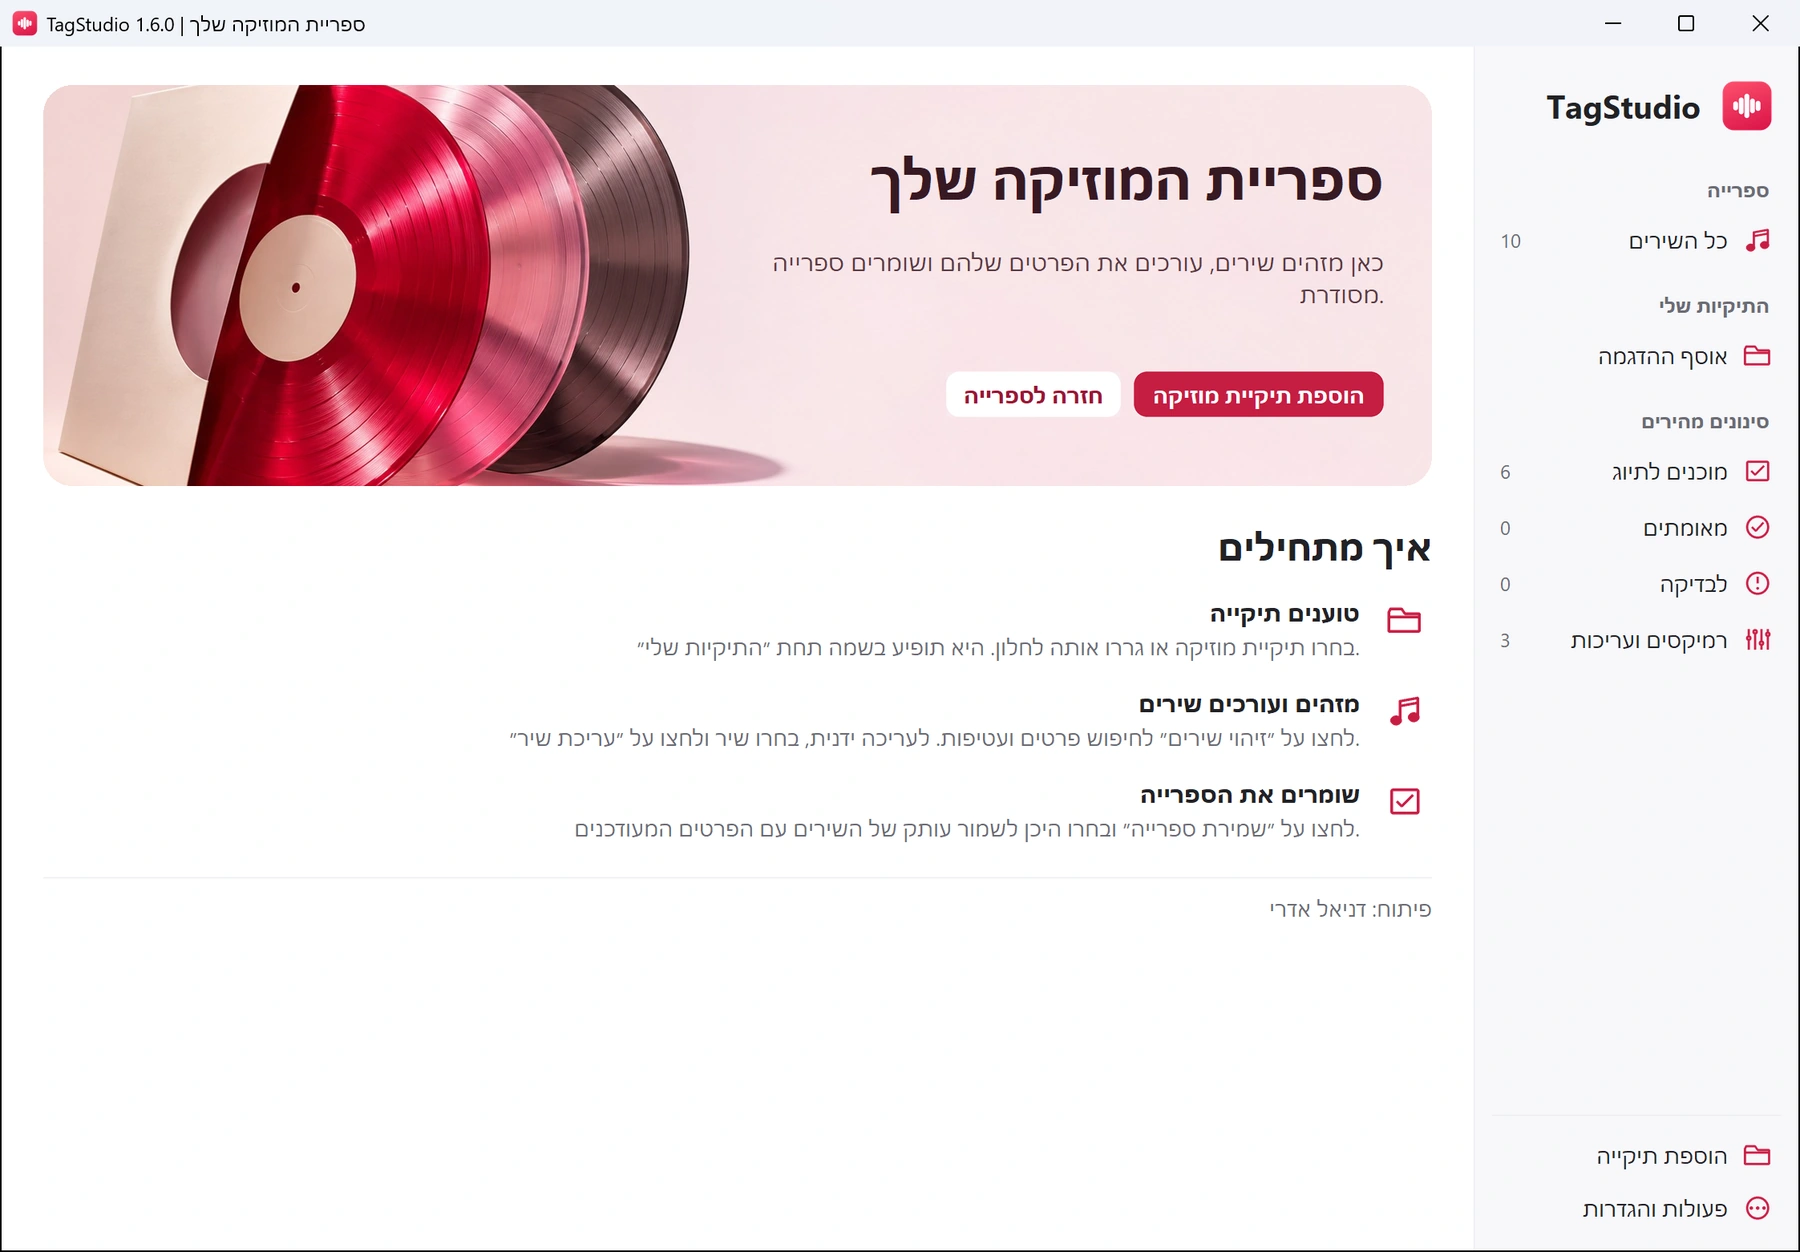 TagStudio 1.6.0 | ספריית המוזיקה שלך
TagStudio
ספרייה
כל השירים 10
התיקיות שלי
אוסף ההדגמה
סינונים מהירים
מוכנים לתיוג 6
מאומתים 0
לבדיקה 0
רמיקסים ועריכות 3
הוספת תיקייה
פעולות והגדרות
ספריית המוזיקה שלך
כאן מזהים שירים, עורכים את הפרטים שלהם ושומרים ספרייה
מסודרת.
הוספת תיקיית מוזיקה
חזרה לספרייה
איך מתחילים
טוענים תיקייה
בחרו תיקיית מוזיקה או גררו אותה לחלון. היא תופיע בשמה תחת "התיקיות שלי".
מזהים ועורכים שירים
לחצו על "זיהוי שירים" לחיפוש פרטים ועטיפות. לעריכה ידנית, בחרו שיר ולחצו על "עריכת שיר".
שומרים את הספרייה
לחצו על "שמירת ספרייה" ובחרו היכן לשמור עותק של השירים עם הפרטים המעודכנים.
פיתוח: דניאל אדרי